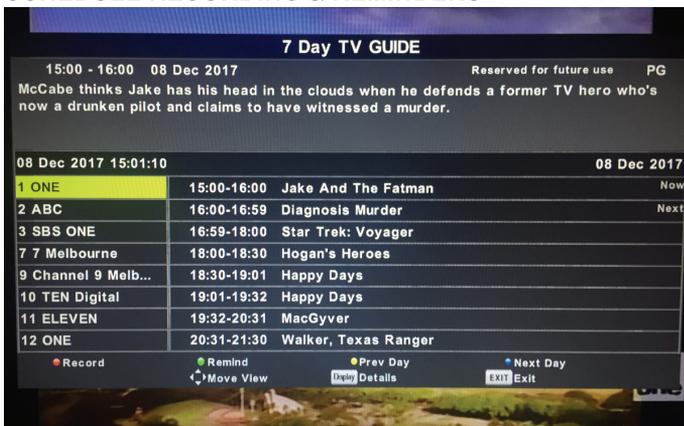 7 Day TV GUIDE
15:00 - 16:00 08 Dec 2017 Reserved for future use PG
McCabe thinks Jake has his head in the clouds when he defends a former TV hero who's
now a drunken pilot and claims to have witnessed a murder.
08 Dec 2017 15:01:10 08 Dec 2017
1 ONE 15:00-16:00 Jake And The Fatman Now
2 ABC 16:00-16:59 Diagnosis Murder Next
3 SBS ONE 16:59-18:00 Star Trek: Voyager
7 7 Melbourne 18:00-18:30 Hogan's Heroes
9 Channel 9 Melb... 18:30-19:01 Happy Days
10 TEN Digital 19:01-19:32 Happy Days
11 ELEVEN 19:32-20:31 MacGyver
12 ONE 20:31-21:30 Walker, Texas Ranger
Record Remind Prev Day Next Day
Move View Display Details EXIT Exit
one